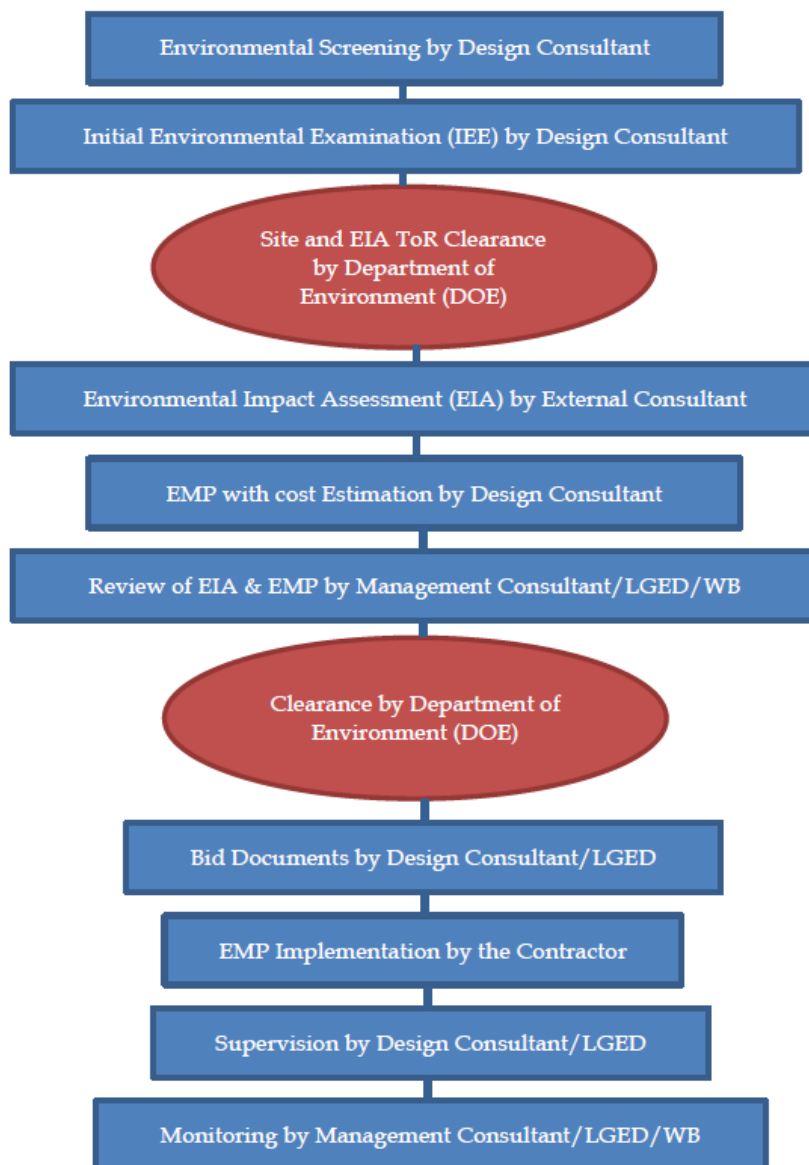 Environmental Screening by Design Consultant
Initial Environmental Examination (IEE) by Design Consultant
Site and EIA ToR Clearance
by Department of
Environment (DOE)
Environmental Impact Assessment (EIA) by External Consultant
EMP with cost Estimation by Design Consultant
Review of EIA & EMP by Management Consultant/LGED/WB
Clearance by Department of
Environment (DOE)
Bid Documents by Design Consultant/LGED
EMP Implementation by the Contractor
Supervision by Design Consultant/LGED
Monitoring by Management Consultant/LGED/WB